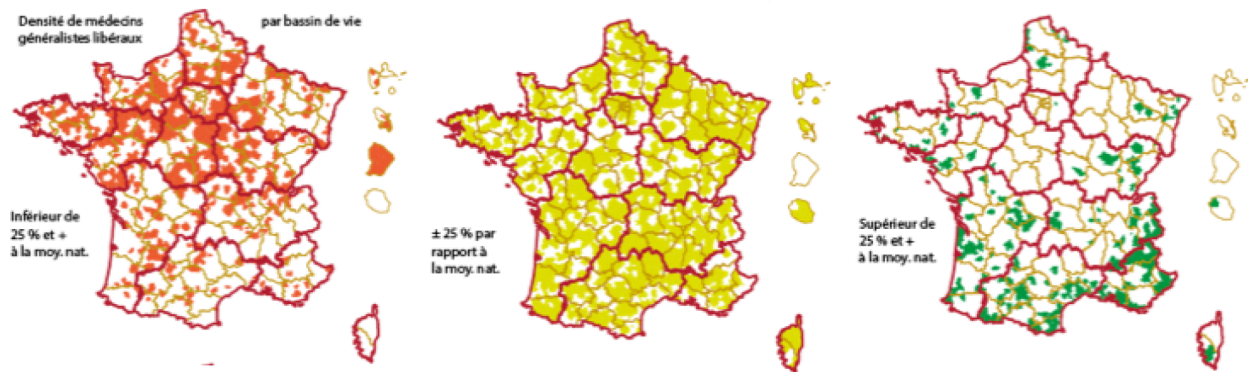 Densité de médecins
généralistes libéraux
par bassin de vie
Inférieur de
25 % et +
à la moy. nat.
± 25 % par
rapport à
la moy. nat.
Supérieur de
25 % et +
à la moy. nat.